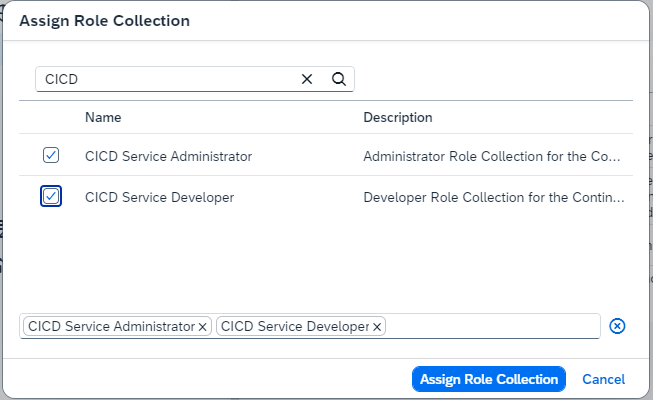 Assign Role Collection
CICD
Name Description
CICD Service Administrator Administrator Role Collection for the Co...
CICD Service Developer Developer Role Collection for the Contin...
CICD Service Administrator CICD Service Developer
Assign Role Collection Cancel